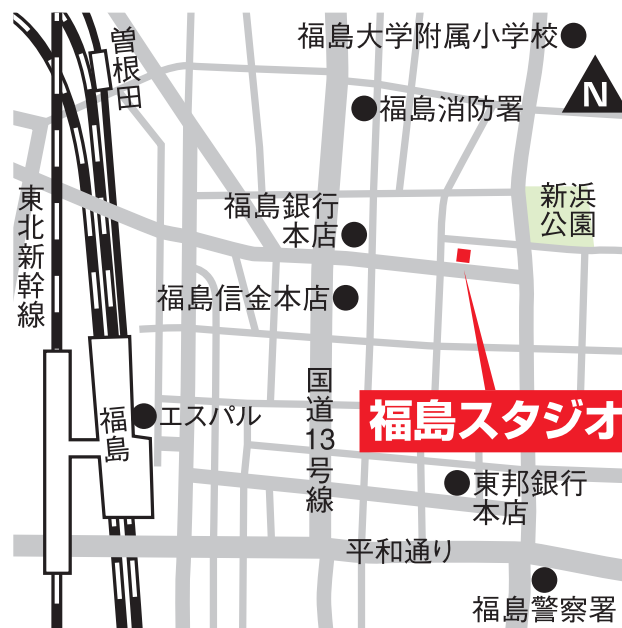 福島大学附属小学校
曽根田
N
福島消防署
東北新幹線
新浜
公園
福島銀行
本店
福島信金本店
国道13号線
福島スタジオ
福島
エスパル
東邦銀行
本店
平和通り
福島警察署